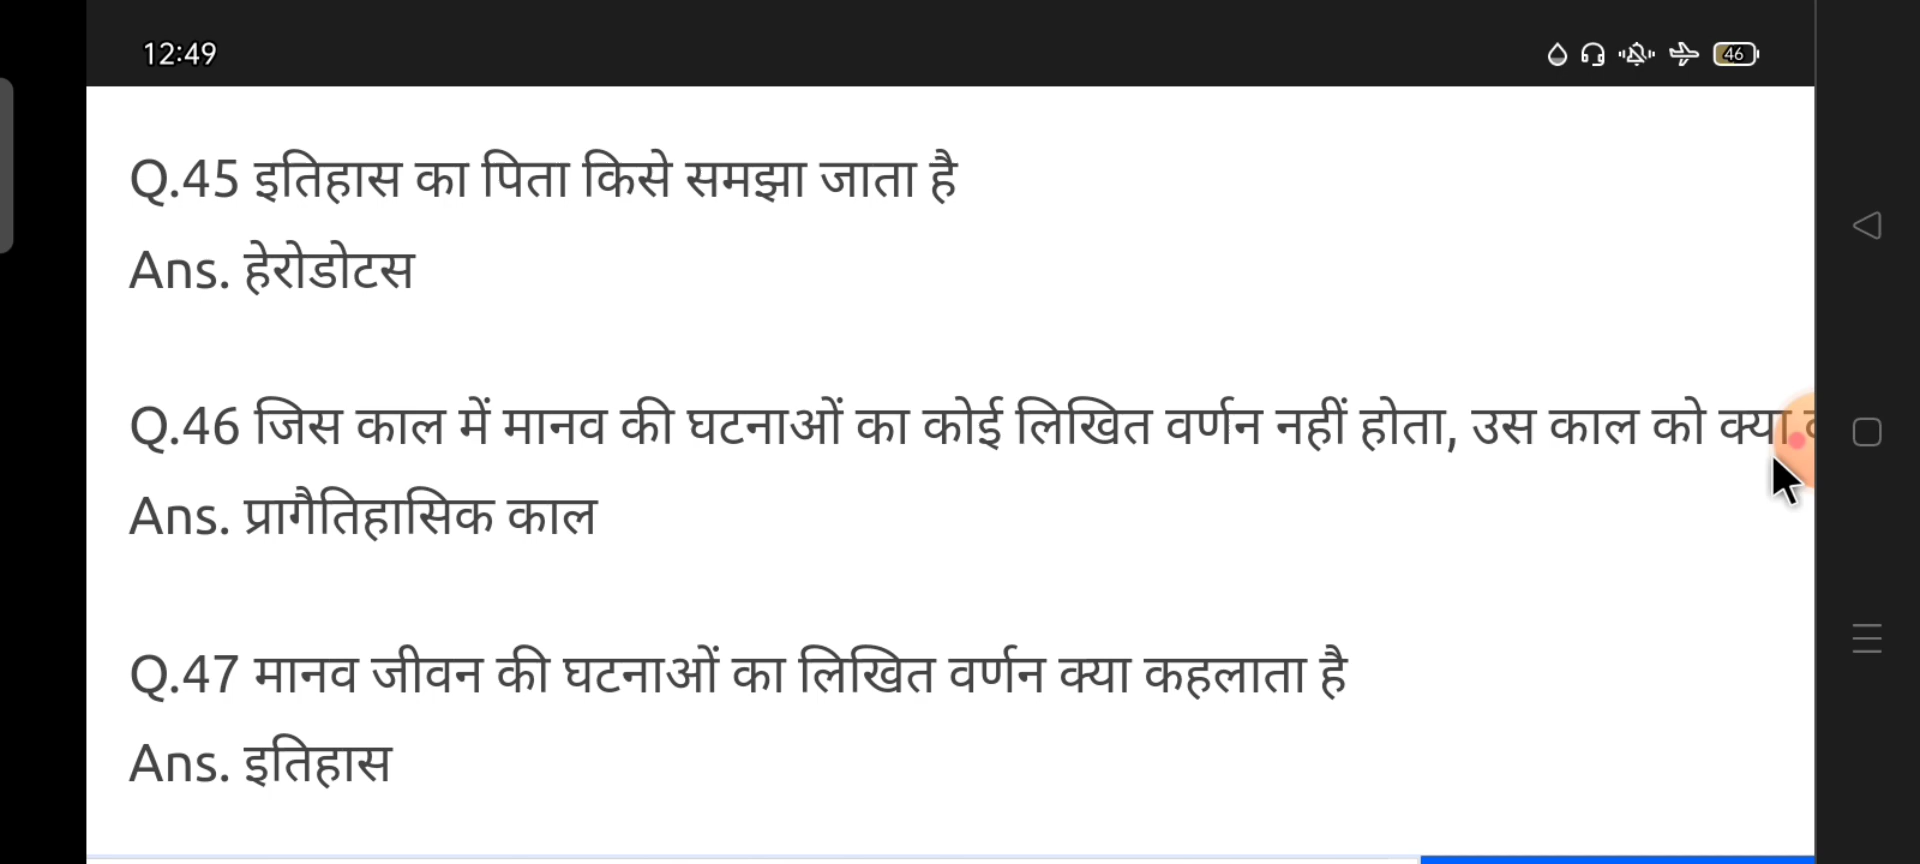 12:49
46
Q.45 इतिहास का पिता किसे समझा जाता है
Ans. हेरोडोटस
Q.46 जिस काल में मानव की घटनाओं का कोई लिखित वर्णन नहीं होता, उस काल को क्या
Ans. प्रागैतिहासिक काल
Q.47 मानव जीवन की घटनाओं का लिखित वर्णन क्या कहलाता है
Ans. इतिहास